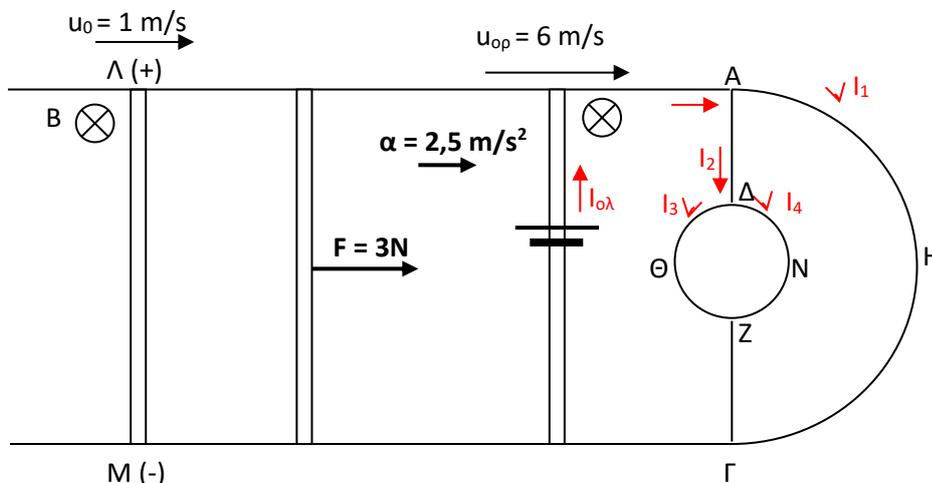 u₀ = 1 m/s
Λ (+)
u_ορ = 6 m/s
Α
I₁
Β
α = 2,5 m/s²
I₂
Δ
I_ολ
I₃
I₄
F = 3N
Θ
Ν
Η
Ζ
Μ (-)
Γ